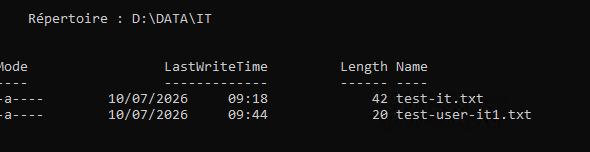 Répertoire : D:\DATA\IT
Mode LastWriteTime Length Name
---- ------------- ------ ----
-a---- 10/07/2026 09:18 42 test-it.txt
-a---- 10/07/2026 09:44 20 test-user-it1.txt